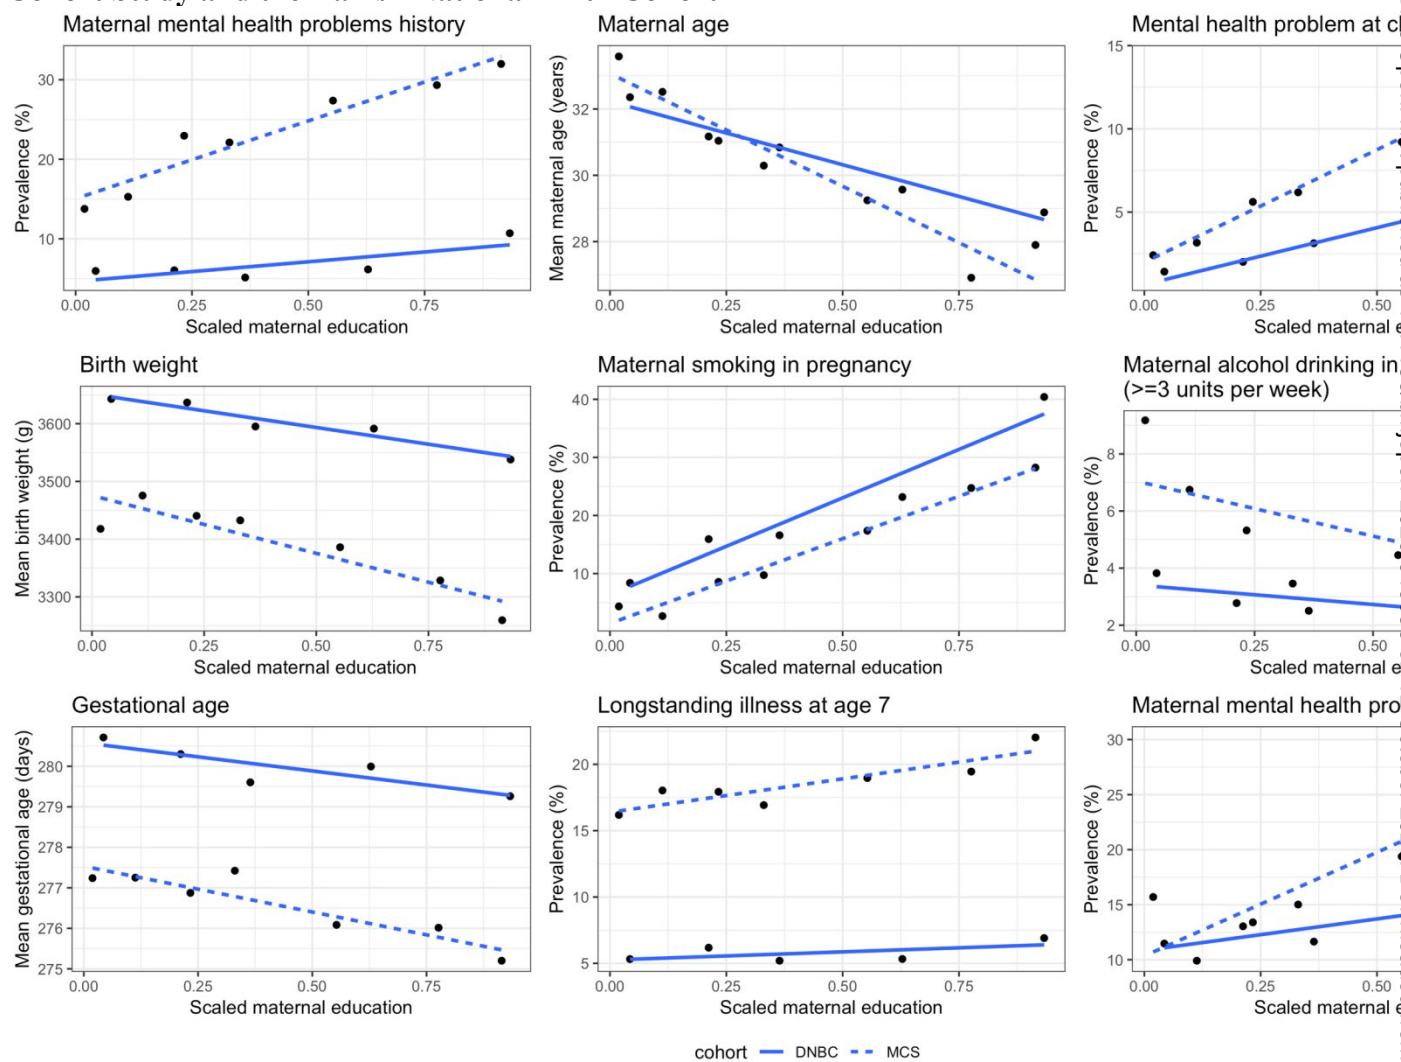 Maternal mental health problems history
Maternal age
Mental health problem at
Prevalence (%)
30
20
10
0.00 0.25 0.50 0.75
Scaled maternal education
Mean maternal age (years)
32
30
28
0.00 0.25 0.50 0.75
Scaled maternal education
Prevalence (%)
15
10
5
0.00 0.25 0.50
Scaled maternal
Birth weight
Maternal smoking in pregnancy
Maternal alcohol drinking in
(>=3 units per week)
Mean birth weight (g)
3600
3500
3400
3300
0.00 0.25 0.50 0.75
Scaled maternal education
Prevalence (%)
40
30
20
10
0.00 0.25 0.50 0.75
Scaled maternal education
Prevalence (%)
8
6
4
2
0.00 0.25 0.50
Scaled maternal
Gestational age
Longstanding illness at age 7
Maternal mental health pro
Mean gestational age (days)
280
279
278
277
276
275
0.00 0.25 0.50 0.75
Scaled maternal education
Prevalence (%)
20
15
10
5
0.00 0.25 0.50 0.75
Scaled maternal education
Prevalence (%)
30
25
20
15
10
0.00 0.25 0.50
Scaled maternal
cohort DNBC MCS